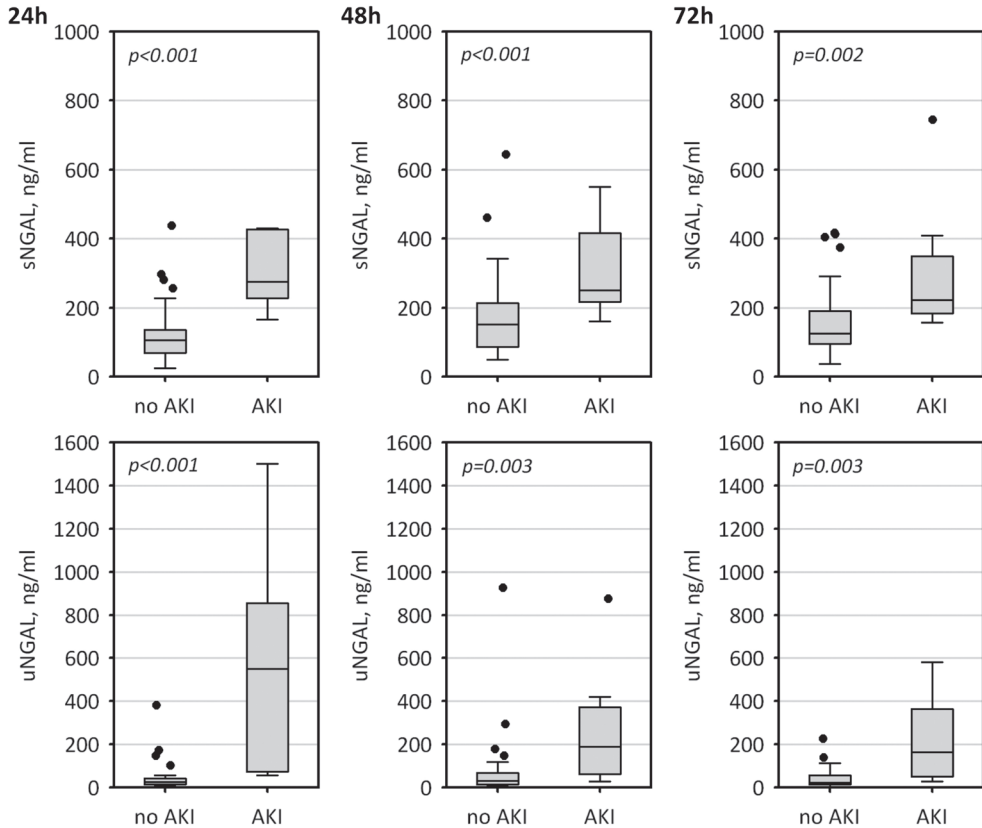 24h
48h
72h
sNGAL, ng/ml
1000
800
600
400
200
0
p<0.001
no AKI
AKI
sNGAL, ng/ml
1000
800
600
400
200
0
p<0.001
no AKI
AKI
sNGAL, ng/ml
1000
800
600
400
200
0
p=0.002
no AKI
AKI
uNGAL, ng/ml
1600
1400
1200
1000
800
600
400
200
0
p<0.001
no AKI
AKI
uNGAL, ng/ml
1600
1400
1200
1000
800
600
400
200
0
p=0.003
no AKI
AKI
uNGAL, ng/ml
1600
1400
1200
1000
800
600
400
200
0
p=0.003
no AKI
AKI